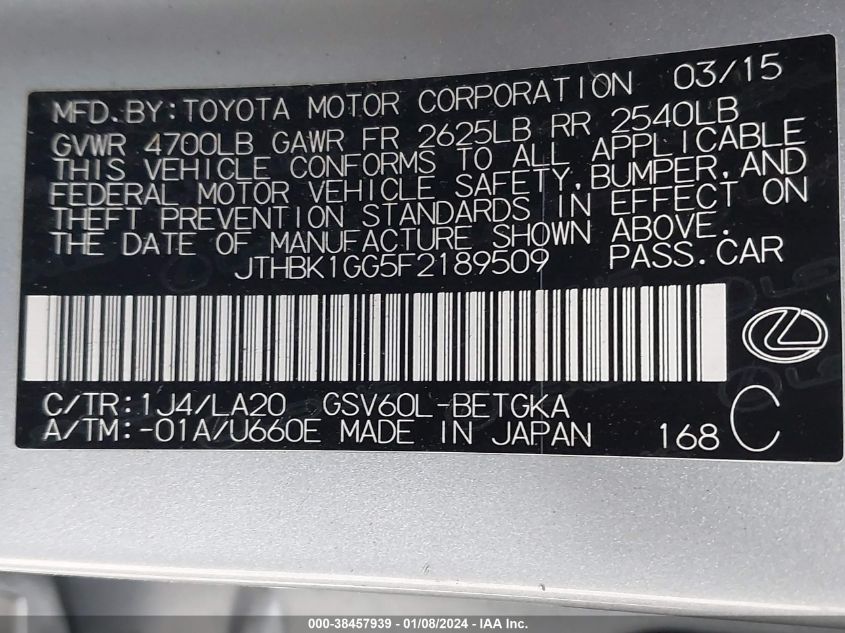 03/15
MFD.BY:TOYOTA MOTOR CORPORATION
GVWR 4700LB GAWR FR 2625LB RR 2540LB
THIS VEHICLE CONFORMS TO ALL APPLICABLE
FEDERAL MOTOR VEHICLE SAFETY,BUMPER,AND
THEFT PREVENTION STANDARDS IN EFFECT ON
THE DATE OF MANUFACTURE SHOWN ABOVE.
JTHBK1GG5F2189509 PASS.CAR
C/TR:1J4/LA20 GSV60L-BETGKA
A/TM:-01A/U660E MADE IN JAPAN 168 C
000-38457939 - 01/08/2024 - IAA Inc.